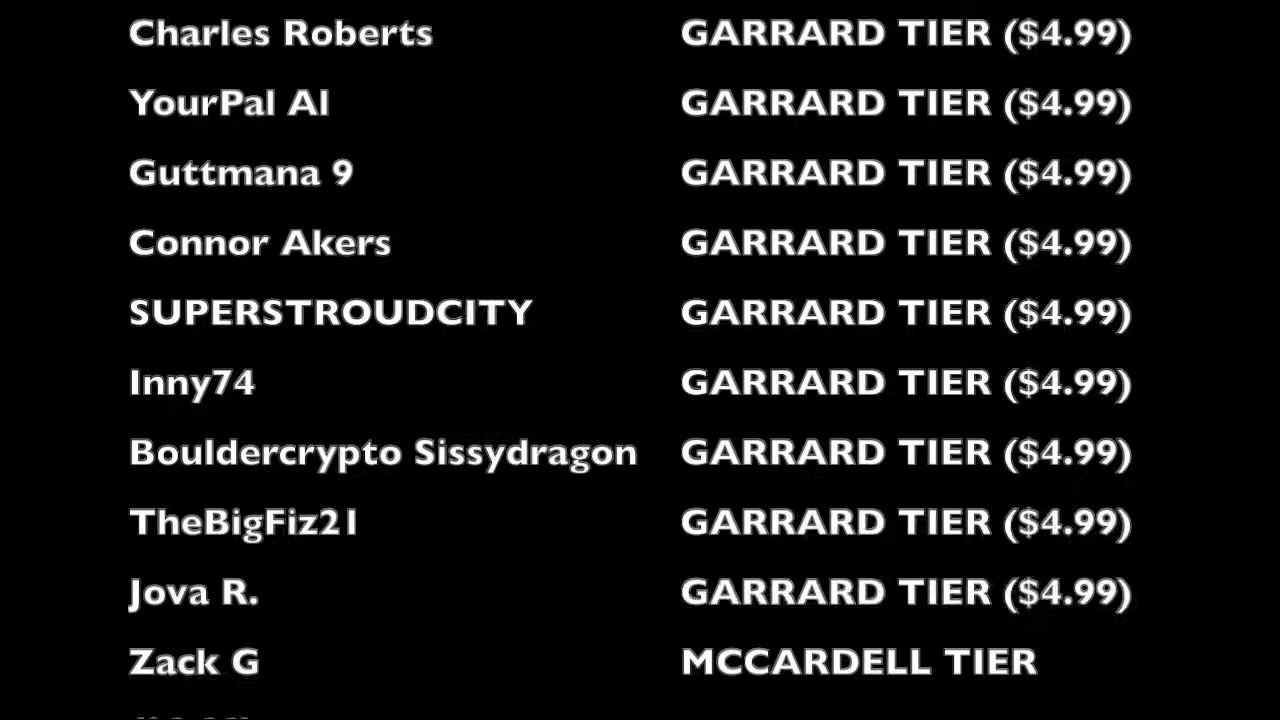 Charles Roberts GARRARD TIER ($4.99)
YourPal Al GARRARD TIER ($4.99)
Guttmana 9 GARRARD TIER ($4.99)
Connor Akers GARRARD TIER ($4.99)
SUPERSTROUDCITY GARRARD TIER ($4.99)
Inny74 GARRARD TIER ($4.99)
Bouldercrypto Sissydragon GARRARD TIER ($4.99)
TheBigFiz21 GARRARD TIER ($4.99)
Jova R. GARRARD TIER ($4.99)
Zack G MCCARDELL TIER